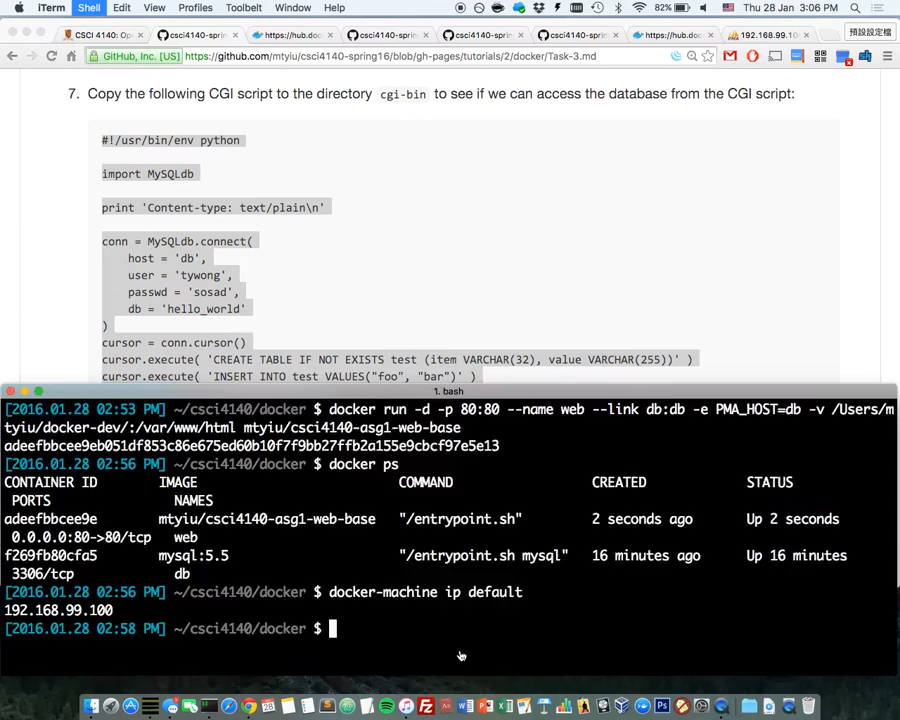 iTerm Shell Edit View Profiles Toolbelt Window Help 82% Thu 28 Jan 3:06 PM
CSCI 4140: Op csci4140-sprin https://hub.doc csci4140-sprin csci4140-sprin csci4140-sprin https://hub.doc 192.168.99.10 預設設定檔
GitHub, Inc. [US] https://github.com/mtyiu/csci4140-spring16/blob/gh-pages/tutorials/2/docker/Task-3.md
7. Copy the following CGI script to the directory cgi-bin to see if we can access the database from the CGI script:
#!/usr/bin/env python
import MySQLdb
print 'Content-type: text/plain\n'
conn = MySQLdb.connect(
host = 'db',
user = 'tywong',
passwd = 'sosad',
db = 'hello_world'
)
cursor = conn.cursor()
cursor.execute( 'CREATE TABLE IF NOT EXISTS test (item VARCHAR(32), value VARCHAR(255))' )
cursor.execute( 'INSERT INTO test VALUES("foo", "bar")' )
1. bash
[2016.01.28 02:53 PM] ~/csci4140/docker $ docker run -d -p 80:80 --name web --link db:db -e PMA_HOST=db -v /Users/m
tyiu/docker-dev/:/var/www/html mtyiu/csci4140-asg1-web-base
adeefbbcee9eb051df853c86e675ed60b10f7f9bb27ffb2a155e9cbcf97e5e13
[2016.01.28 02:56 PM] ~/csci4140/docker $ docker ps
CONTAINER ID IMAGE COMMAND CREATED STATUS
PORTS NAMES
adeefbbcee9e mtyiu/csci4140-asg1-web-base "/entrypoint.sh" 2 seconds ago Up 2 seconds
0.0.0.0:80->80/tcp web
f269fb80cfa5 mysql:5.5 "/entrypoint.sh mysql" 16 minutes ago Up 16 minutes
3306/tcp db
[2016.01.28 02:56 PM] ~/csci4140/docker $ docker-machine ip default
192.168.99.100
[2016.01.28 02:58 PM] ~/csci4140/docker $